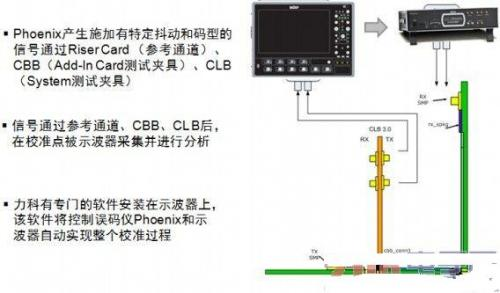 ▪ Phoenix产生施加有特定抖动和码型的
信号通过Riser Card（参考通道）、
CBB（Add-In Card测试夹具）、CLB
（System测试夹具）
▪ 信号通过参考通道、CBB、CLB后，
在校准点被示波器采集并进行分析
▪ 力科有专门的软件安装在示波器上，
该软件将控制误码仪Phoenix和示
波器自动实现整个校准过程
RX
SMP
CLB 3.0
RX TX
TX
SMP